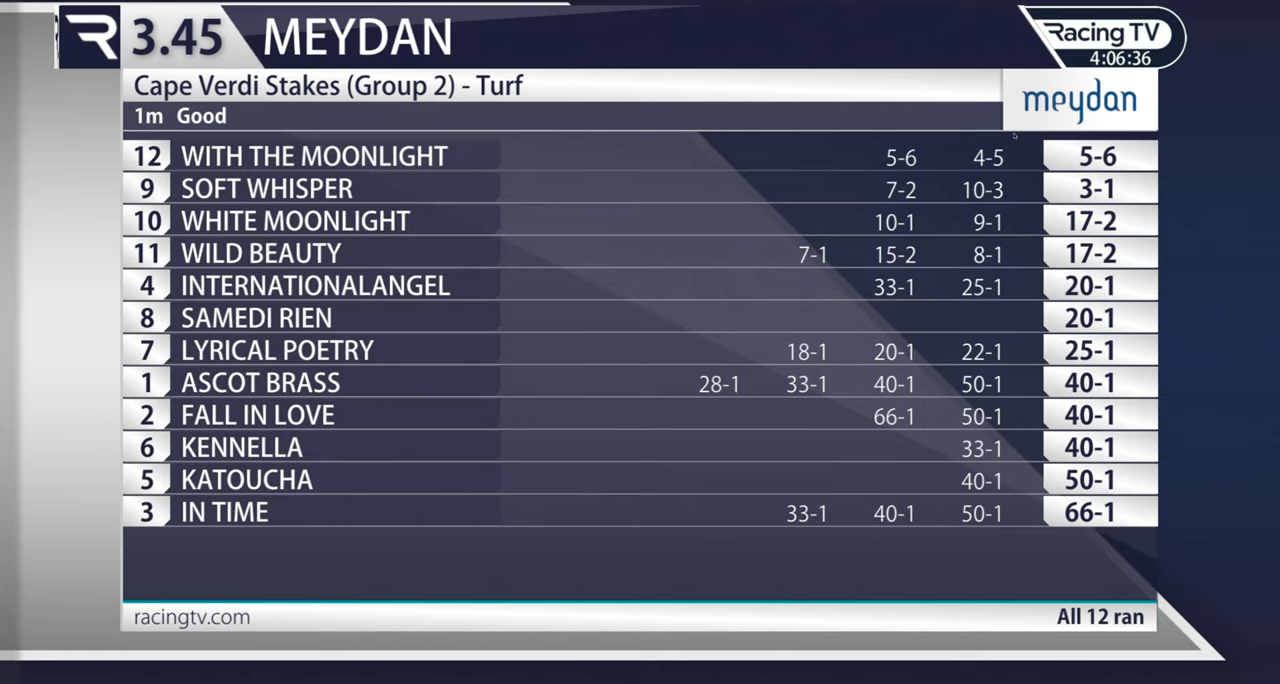 R 3.45 MEYDAN
Racing TV
4:06:36
Cape Verdi Stakes (Group 2) - Turf
meydan
1m Good
12 WITH THE MOONLIGHT 5-6 4-5 5-6
9 SOFT WHISPER 7-2 10-3 3-1
10 WHITE MOONLIGHT 10-1 9-1 17-2
11 WILD BEAUTY 7-1 15-2 8-1 17-2
4 INTERNATIONALANGEL 33-1 25-1 20-1
8 SAMEDI RIEN 20-1
7 LYRICAL POETRY 18-1 20-1 22-1 25-1
1 ASCOT BRASS 28-1 33-1 40-1 50-1 40-1
2 FALL IN LOVE 66-1 50-1 40-1
6 KENNELLA 33-1 40-1
5 KATOUCHA 40-1 50-1
3 IN TIME 33-1 40-1 50-1 66-1
racingtv.com All 12 ran